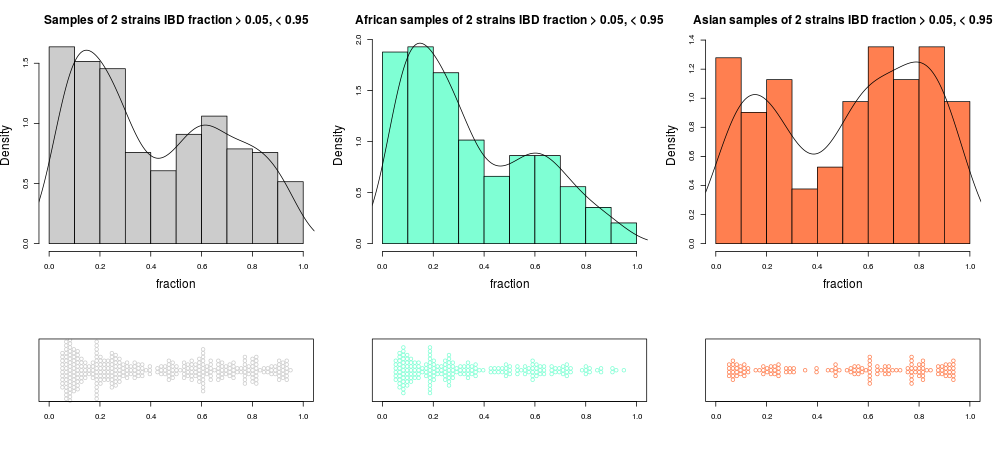 Samples of 2 strains IBD fraction > 0.05, < 0.95
Density
0.0 0.5 1.0 1.5
0.0 0.2 0.4 0.6 0.8 1.0
fraction
0.0 0.2 0.4 0.6 0.8 1.0
African samples of 2 strains IBD fraction > 0.05, < 0.95
Density
0.0 0.5 1.0 1.5 2.0
0.0 0.2 0.4 0.6 0.8 1.0
fraction
0.0 0.2 0.4 0.6 0.8 1.0
Asian samples of 2 strains IBD fraction > 0.05, < 0.95
Density
0.0 0.2 0.4 0.6 0.8 1.0 1.2 1.4
0.0 0.2 0.4 0.6 0.8 1.0
fraction
0.0 0.2 0.4 0.6 0.8 1.0